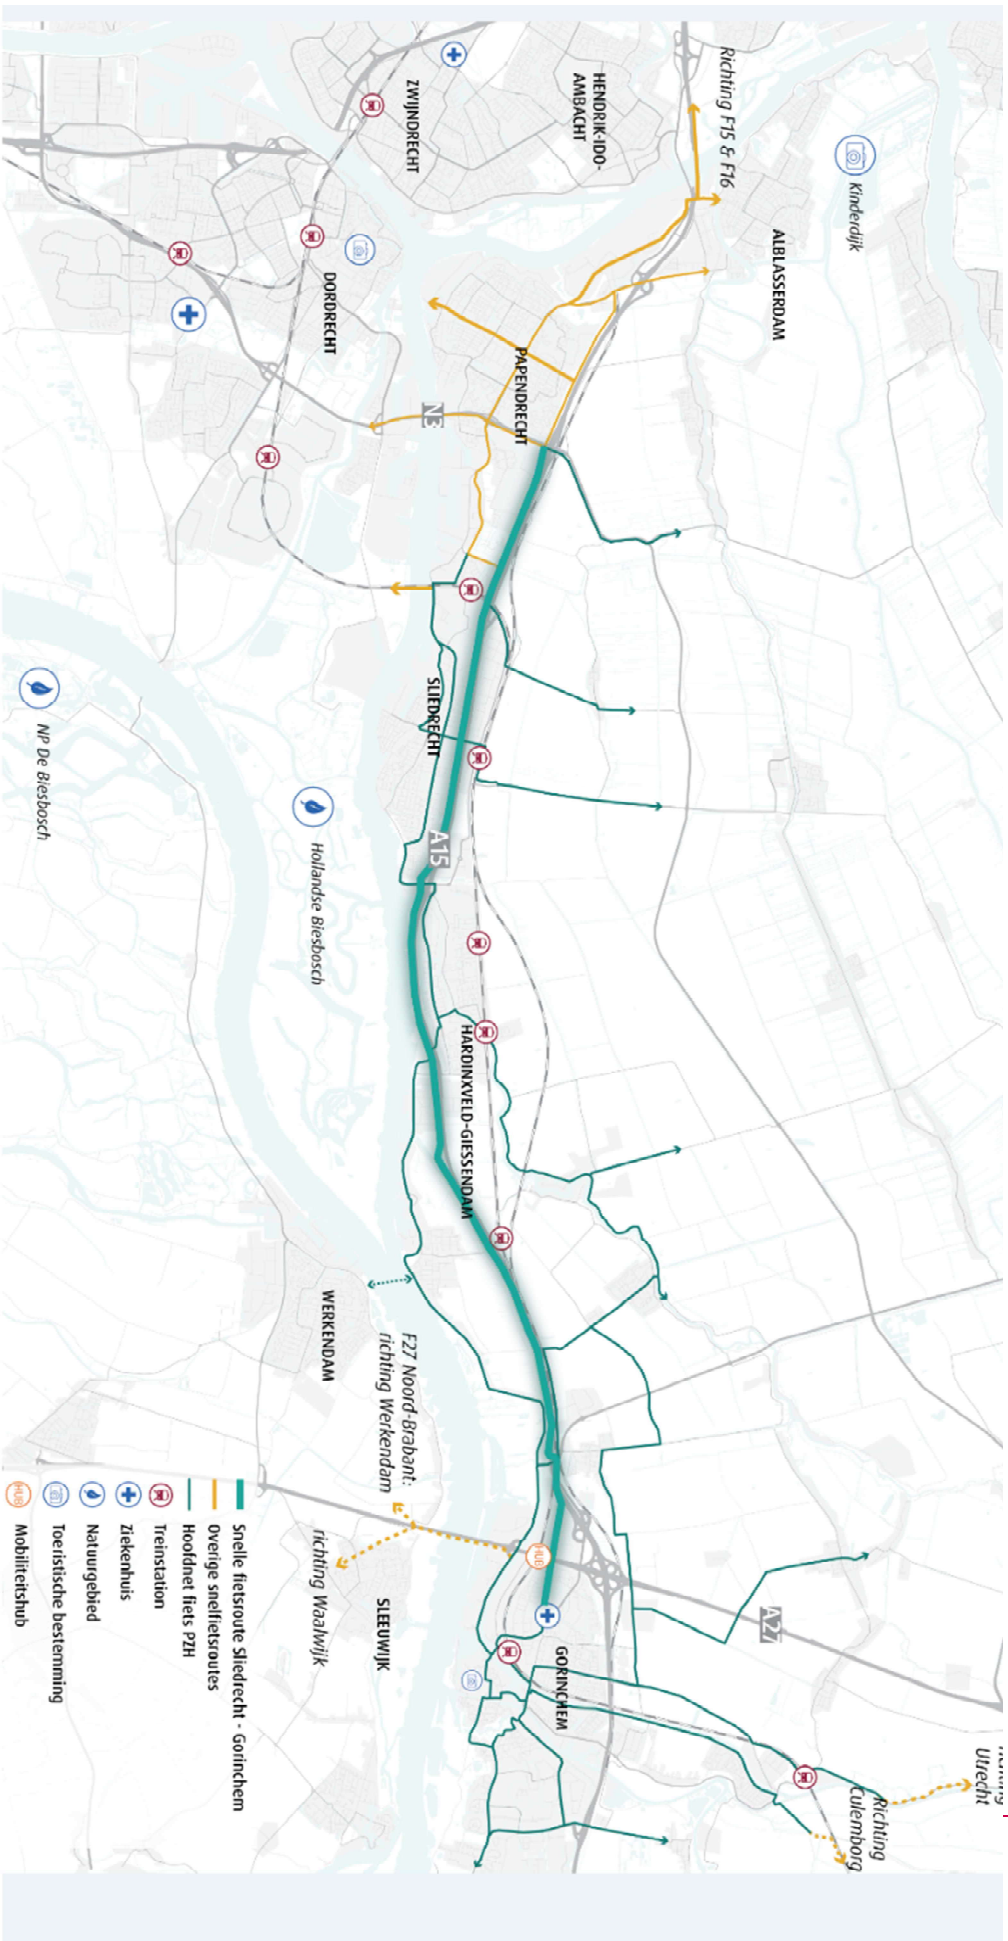 Richting F15 & F16
Kinderdijk
HENDRIK-IDO-
AMBACHT
ZWIJNDRECHT
ALBLASSERDAM
DORDRECHT
PAPENDRECHT
N3
SLIEDRECHT
A15
NP De Biesbosch
Hollandse Biesbosch
HARDINXVELD-GIESSENDAM
WERKENDAM
F27 Noord-Brabant:
richting Werkendam
richting Waalwijk
SLEEUWIJK
A27
GORINCHEM
Utrecht
Richting
Culemborg
HUB
Snelle fietsroute Sliedrecht - Gorinchem
Overige snelfietsroutes
Hoofdnet fiets PZH
Treinstation
Ziekenhuis
Natuurgebied
Toeristische bestemming
HUB
Mobiliteitshub